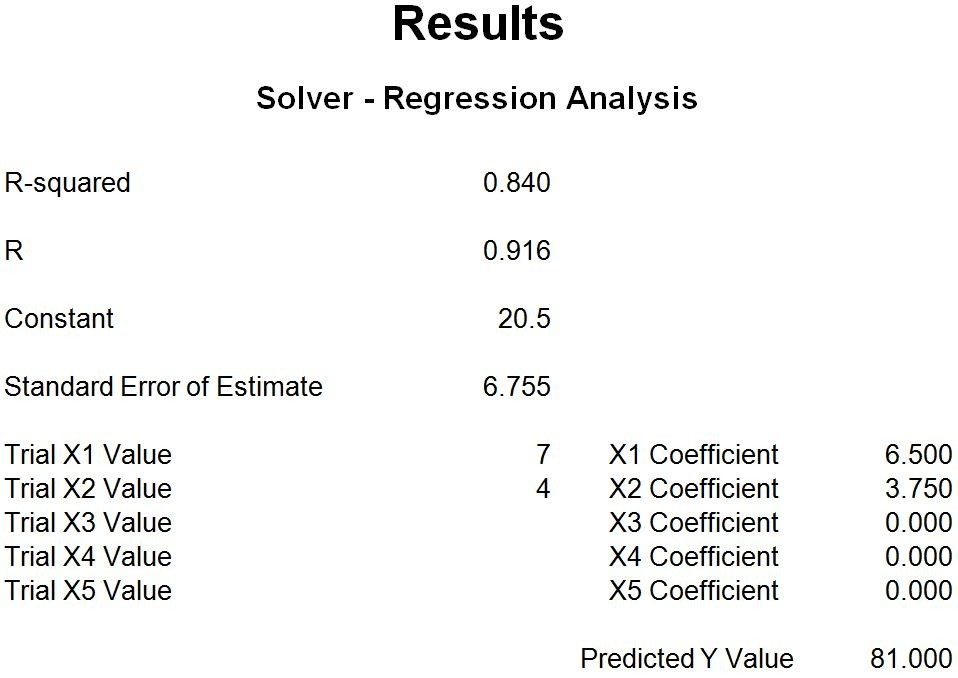 Results
Solver - Regression Analysis
R-squared 0.840
R 0.916
Constant 20.5
Standard Error of Estimate 6.755
Trial X1 Value 7 X1 Coefficient 6.500
Trial X2 Value 4 X2 Coefficient 3.750
Trial X3 Value X3 Coefficient 0.000
Trial X4 Value X4 Coefficient 0.000
Trial X5 Value X5 Coefficient 0.000
Predicted Y Value 81.000